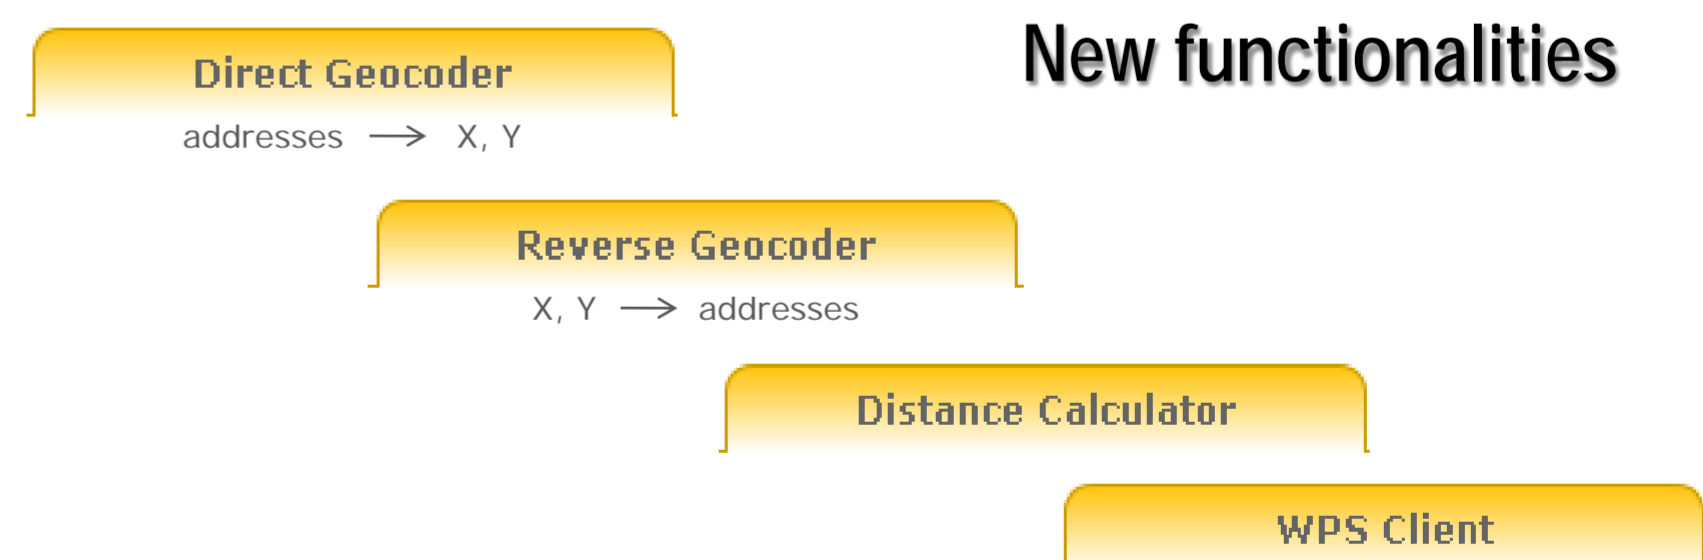 New functionalities
Direct Geocoder
addresses → X, Y
Reverse Geocoder
X, Y → addresses
Distance Calculator
WPS Client